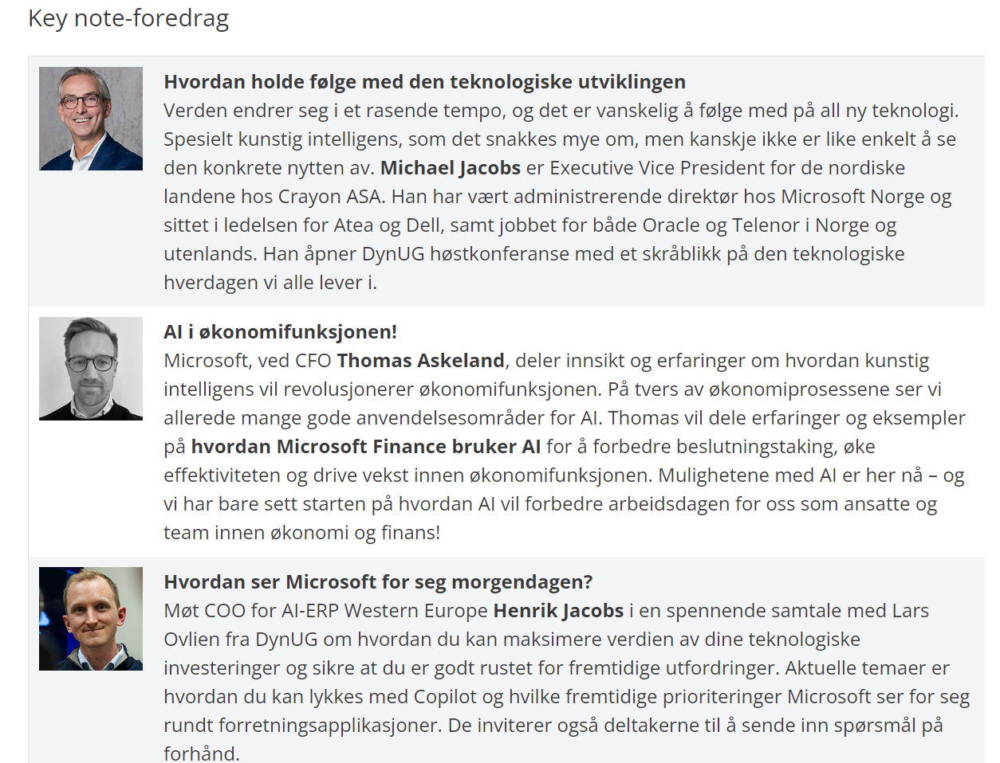 Key note-foredrag
Hvordan holde følge med den teknologiske utviklingen
Verden endrer seg i et rasende tempo, og det er vanskelig å følge med på all ny teknologi.
Spesielt kunstig intelligens, som det snakkes mye om, men kanskje ikke er like enkelt å se
den konkrete nytten av. Michael Jacobs er Executive Vice President for de nordiske
landene hos Crayon ASA. Han har vært administrerende direktør hos Microsoft Norge og
sittet i ledelsen for Atea og Dell, samt jobbet for både Oracle og Telenor i Norge og
utenlands. Han åpner DynUG høstkonferanse med et skråblikk på den teknologiske
hverdagen vi alle lever i.
AI i økonomifunksjonen!
Microsoft, ved CFO Thomas Askeland, deler innsikt og erfaringer om hvordan kunstig
intelligens vil revolusjonerer økonomifunksjonen. På tvers av økonomiprosessene ser vi
allerede mange gode anvendelsesområder for AI. Thomas vil dele erfaringer og eksempler
på hvordan Microsoft Finance bruker AI for å forbedre beslutningstaking, øke
effektiviteten og drive vekst innen økonomifunksjonen. Mulighetene med AI er her nå – og
vi har bare sett starten på hvordan AI vil forbedre arbeidsdagen for oss som ansatte og
team innen økonomi og finans!
Hvordan ser Microsoft for seg morgendagen?
Møt COO for AI-ERP Western Europe Henrik Jacobs i en spennende samtale med Lars
Ovlien fra DynUG om hvordan du kan maksimere verdien av dine teknologiske
investeringer og sikre at du er godt rustet for fremtidige utfordringer. Aktuelle temaer er
hvordan du kan lykkes med Copilot og hvilke fremtidige prioriteringer Microsoft ser for seg
rundt forretningsapplikasjoner. De inviterer også deltakerne til å sende inn spørsmål på
forhånd.